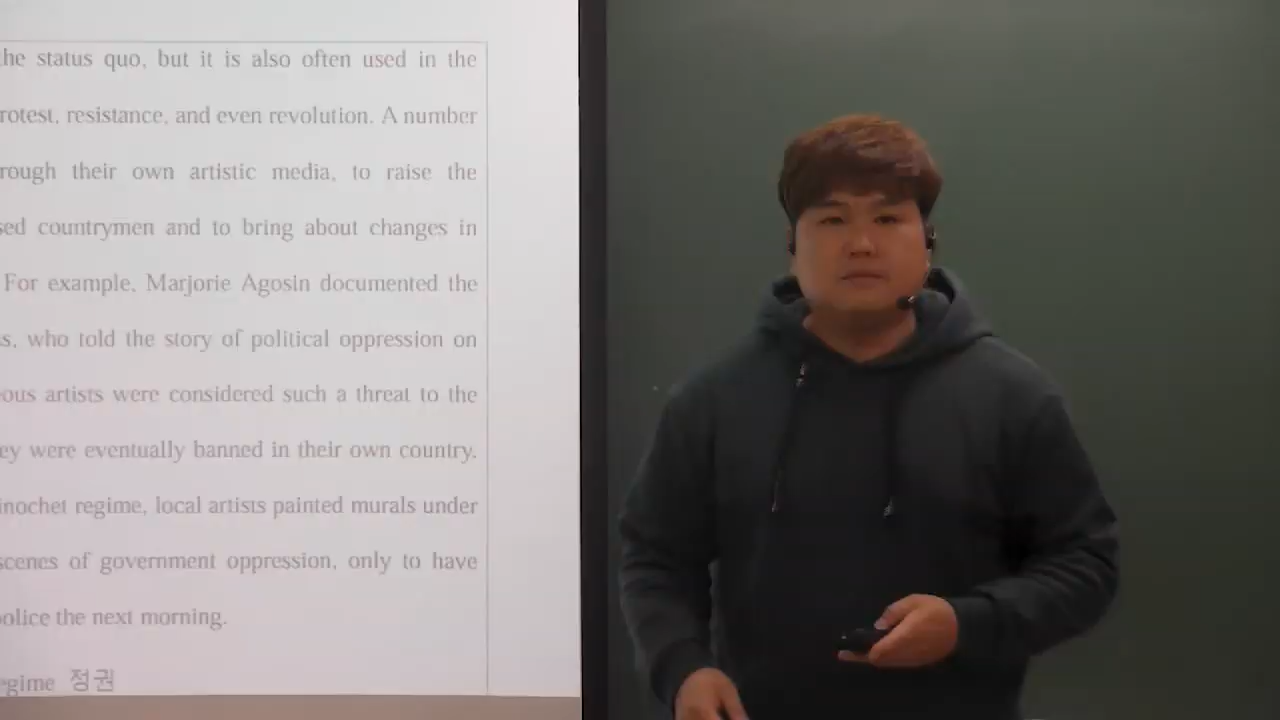 the status quo, but it is also often used in the
rotest, resistance, and even revolution. A number
rough their own artistic media, to raise the
sed countrymen and to bring about changes in
For example, Marjorie Agosin documented the
s, who told the story of political oppression on
ous artists were considered such a threat to the
ey were eventually banned in their own country.
inochet regime, local artists painted murals under
scenes of government oppression, only to have
police the next morning.
egime 정권